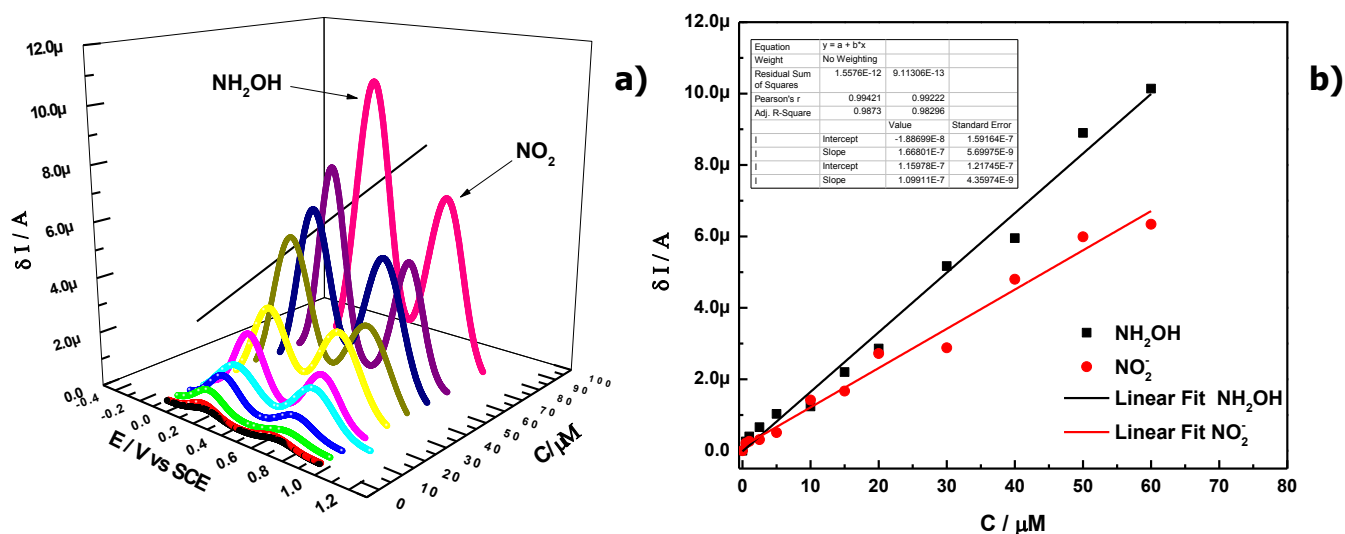 a)
12.0µ
10.0µ
8.0µ
6.0µ
4.0µ
2.0µ
0.0
δ I / A
NH₂OH
NO₂
-0.4
-0.2
0.0
0.2
0.4
0.6
0.8
1.0
1.2
E / V vs SCE
0
10
20
30
40
50
60
70
80
90
100
C/ µM
b)
12.0µ
10.0µ
8.0µ
6.0µ
4.0µ
2.0µ
0.0
δ I / A
Equation y = a + b*x
Weight No Weighting
Residual Sum of Squares 1.5576E-12 9.11306E-13
Pearson's r 0.99421 0.99222
Adj. R-Square 0.9873 0.98296
Value Standard Error
I Intercept -1.88699E-8 1.59164E-7
I Slope 1.66801E-7 5.69975E-9
I Intercept 1.15978E-7 1.21745E-7
I Slope 1.09911E-7 4.35974E-9
NH₂OH
NO₂⁻
Linear Fit NH₂OH
Linear Fit NO₂⁻
0 10 20 30 40 50 60 70 80
C / µM